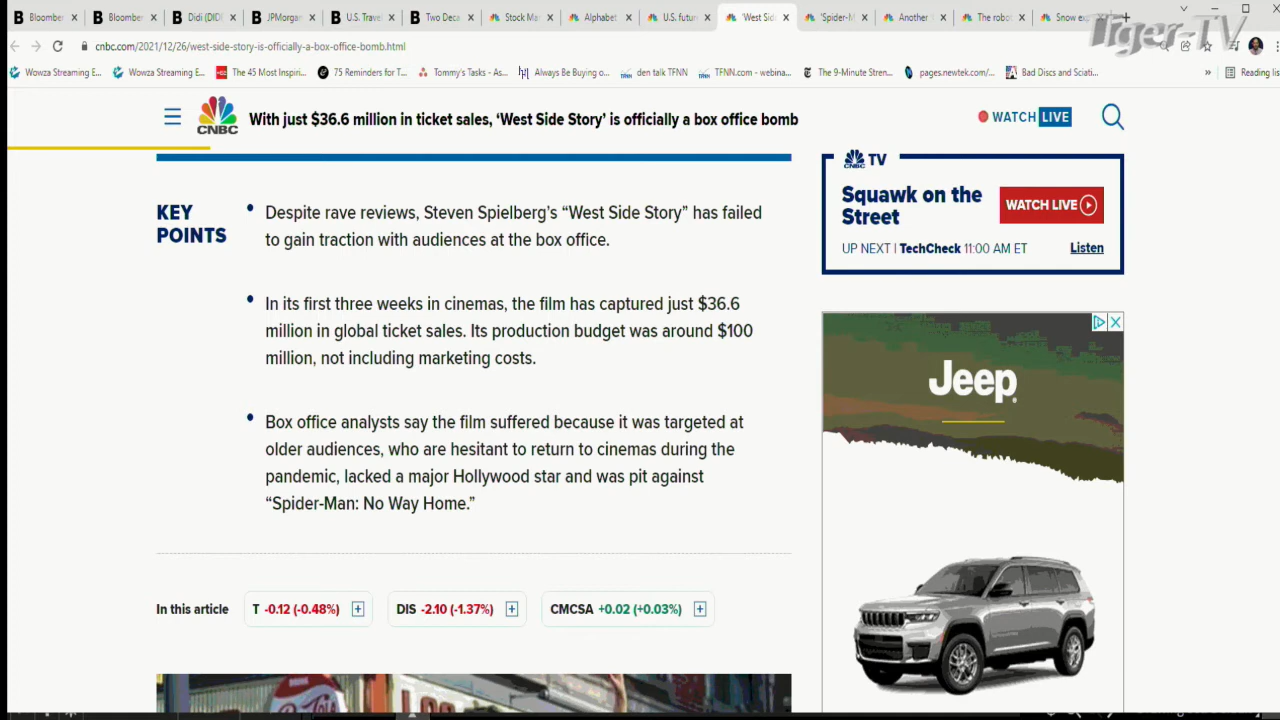 Bloomber
Bloombe
Didi (DIDI
JPMorga
U.S. Trave
Two Deca
Stock Ma
Alphabet
U.S. futur
'West Sid
'Spider-M
Another
The robo
Snow ex
Tiger-TV
cnbc.com/2021/12/26/west-side-story-is-officially-a-box-office-bomb.html
Wowza Streaming E...
Wowza Streaming E...
The 45 Most Inspiri...
75 Reminders for T...
Tommy's Tasks - As...
Always Be Buying o...
den talk TFNN
TFNN.com - webina...
The 9-Minute Stren...
pages.newtek.com/...
Bad Discs and Sciati...
»
Reading lis
CNBC
With just $36.6 million in ticket sales, ‘West Side Story’ is officially a box office bomb
WATCH LIVE
KEY
POINTS
• Despite rave reviews, Steven Spielberg’s “West Side Story” has failed
to gain traction with audiences at the box office.
• In its first three weeks in cinemas, the film has captured just $36.6
million in global ticket sales. Its production budget was around $100
million, not including marketing costs.
• Box office analysts say the film suffered because it was targeted at
older audiences, who are hesitant to return to cinemas during the
pandemic, lacked a major Hollywood star and was pit against
“Spider-Man: No Way Home.”
In this article
T -0.12 (-0.48%)
DIS -2.10 (-1.37%)
CMCSA +0.02 (+0.03%)
CNBC TV
Squawk on the
Street
WATCH LIVE
UP NEXT | TechCheck 11:00 AM ET
Listen
Jeep